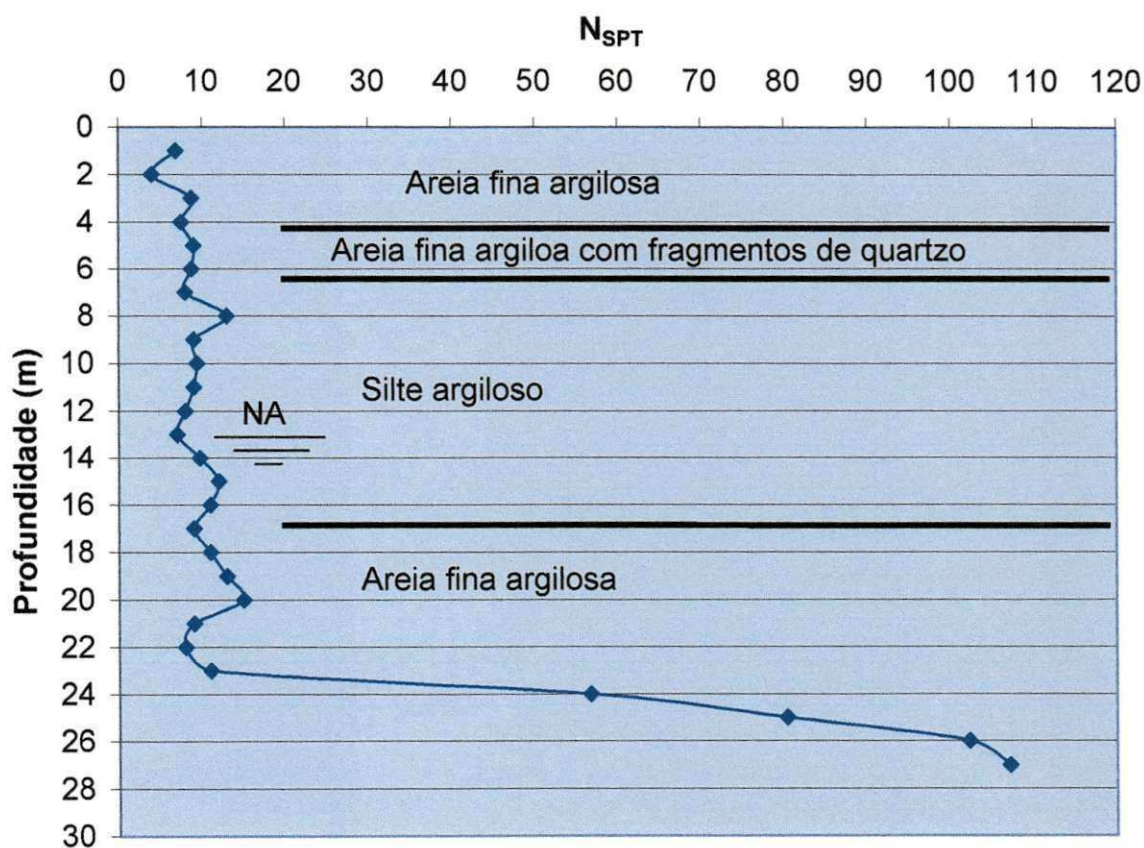 N_SPT
0 10 20 30 40 50 60 70 80 90 100 110 120
0
2
Areia fina argilosa
4
Areia fina argiloa com fragmentos de quartzo
6
8
10
Silte argiloso
12
NA
14
16
18
Areia fina argilosa
20
22
24
26
28
30
Profundidade (m)